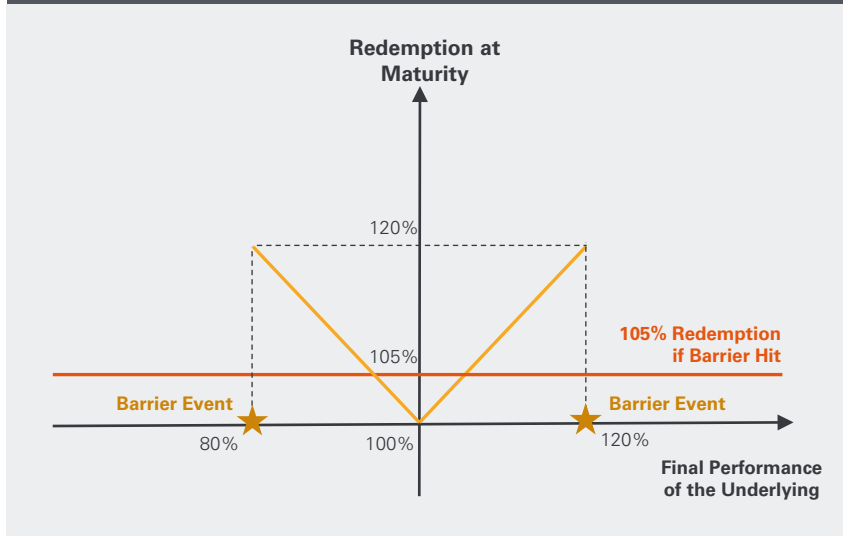 Redemption at
Maturity
120%
105% Redemption
if Barrier Hit
105%
Barrier Event
Barrier Event
80%
100%
120%
Final Performance
of the Underlying